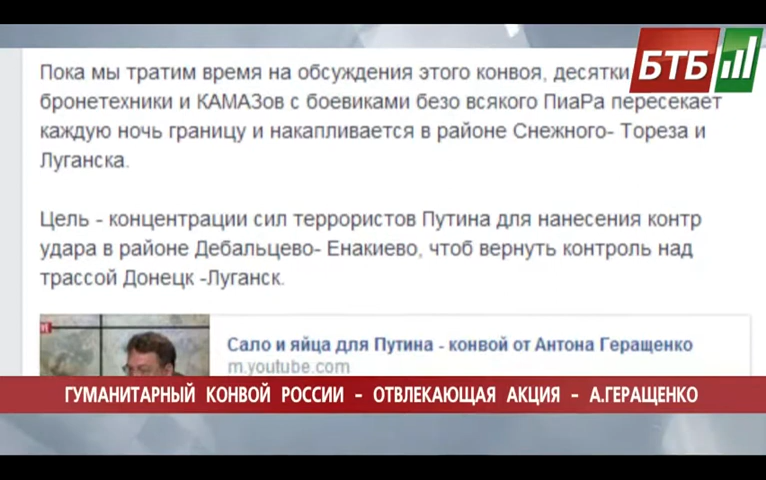 БТБ
Пока мы тратим время на обсуждения этого конвоя, десятки
бронетехники и КАМАЗов с боевиками безо всякого ПиаРа пересекает
каждую ночь границу и накапливается в районе Снежного- Тореза и
Луганска.
Цель - концентрации сил террористов Путина для нанесения контр
удара в районе Дебальцево- Енакиево, чтоб вернуть контроль над
трассой Донецк -Луганск.
Сало и яйца для Путина - конвой от Антона Геращенко
m.youtube.com
ГУМАНИТАРНЫЙ КОНВОЙ РОССИИ - ОТВЛЕКАЮЩАЯ АКЦИЯ - А.ГЕРАЩЕНКО